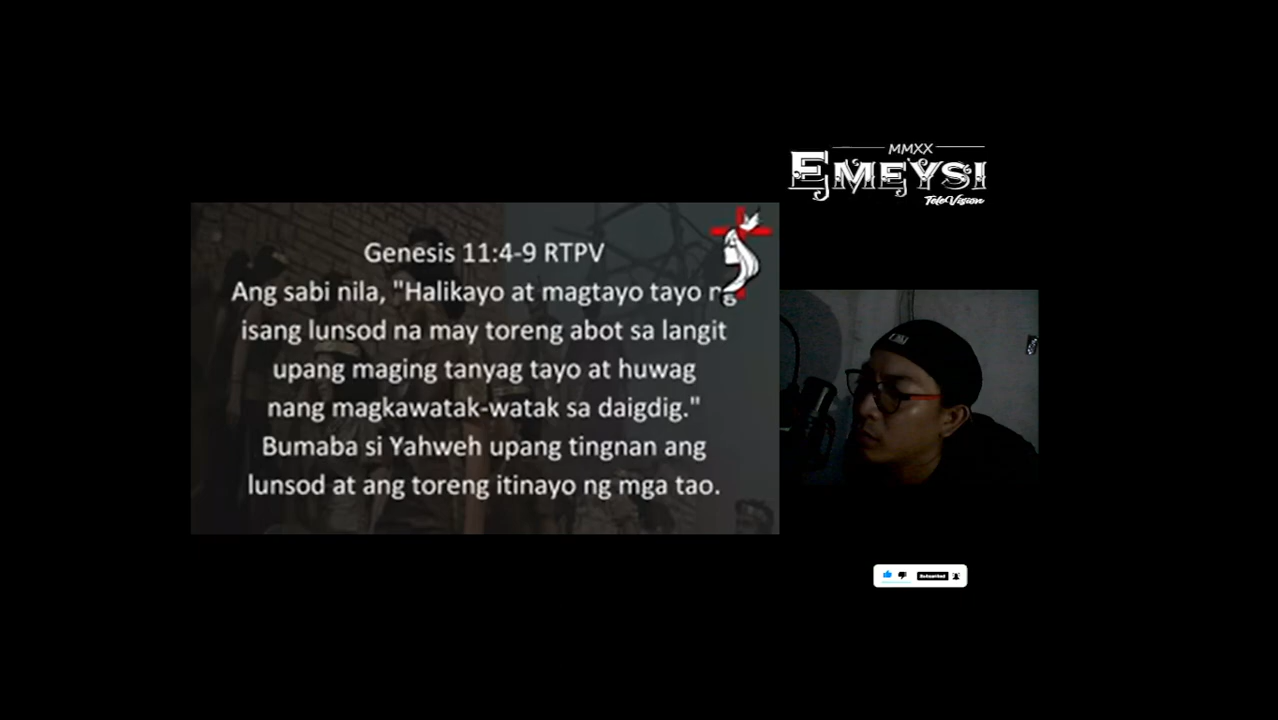 MMXX
EMEYSI
TeleVision
Genesis 11:4-9 RTPV
Ang sabi nila, "Halikayo at magtayo tayo ng
isang lunsod na may toreng abot sa langit
upang maging tanyag tayo at huwag
nang magkawatak-watak sa daigdig."
Bumaba si Yahweh upang tingnan ang
lunsod at ang toreng itinayo ng mga tao.
Subscribed